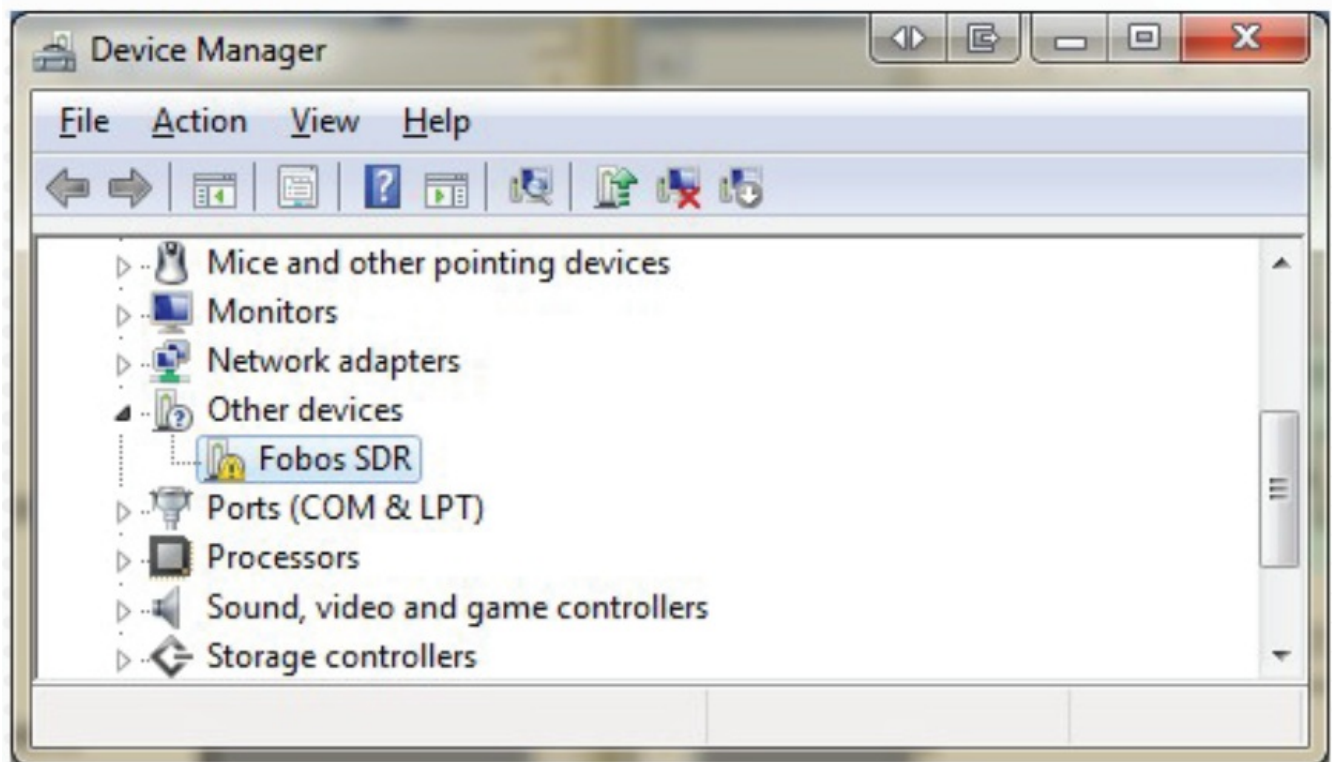 Device Manager
File Action View Help
Mice and other pointing devices
Monitors
Network adapters
Other devices
Fobos SDR
Ports (COM & LPT)
Processors
Sound, video and game controllers
Storage controllers